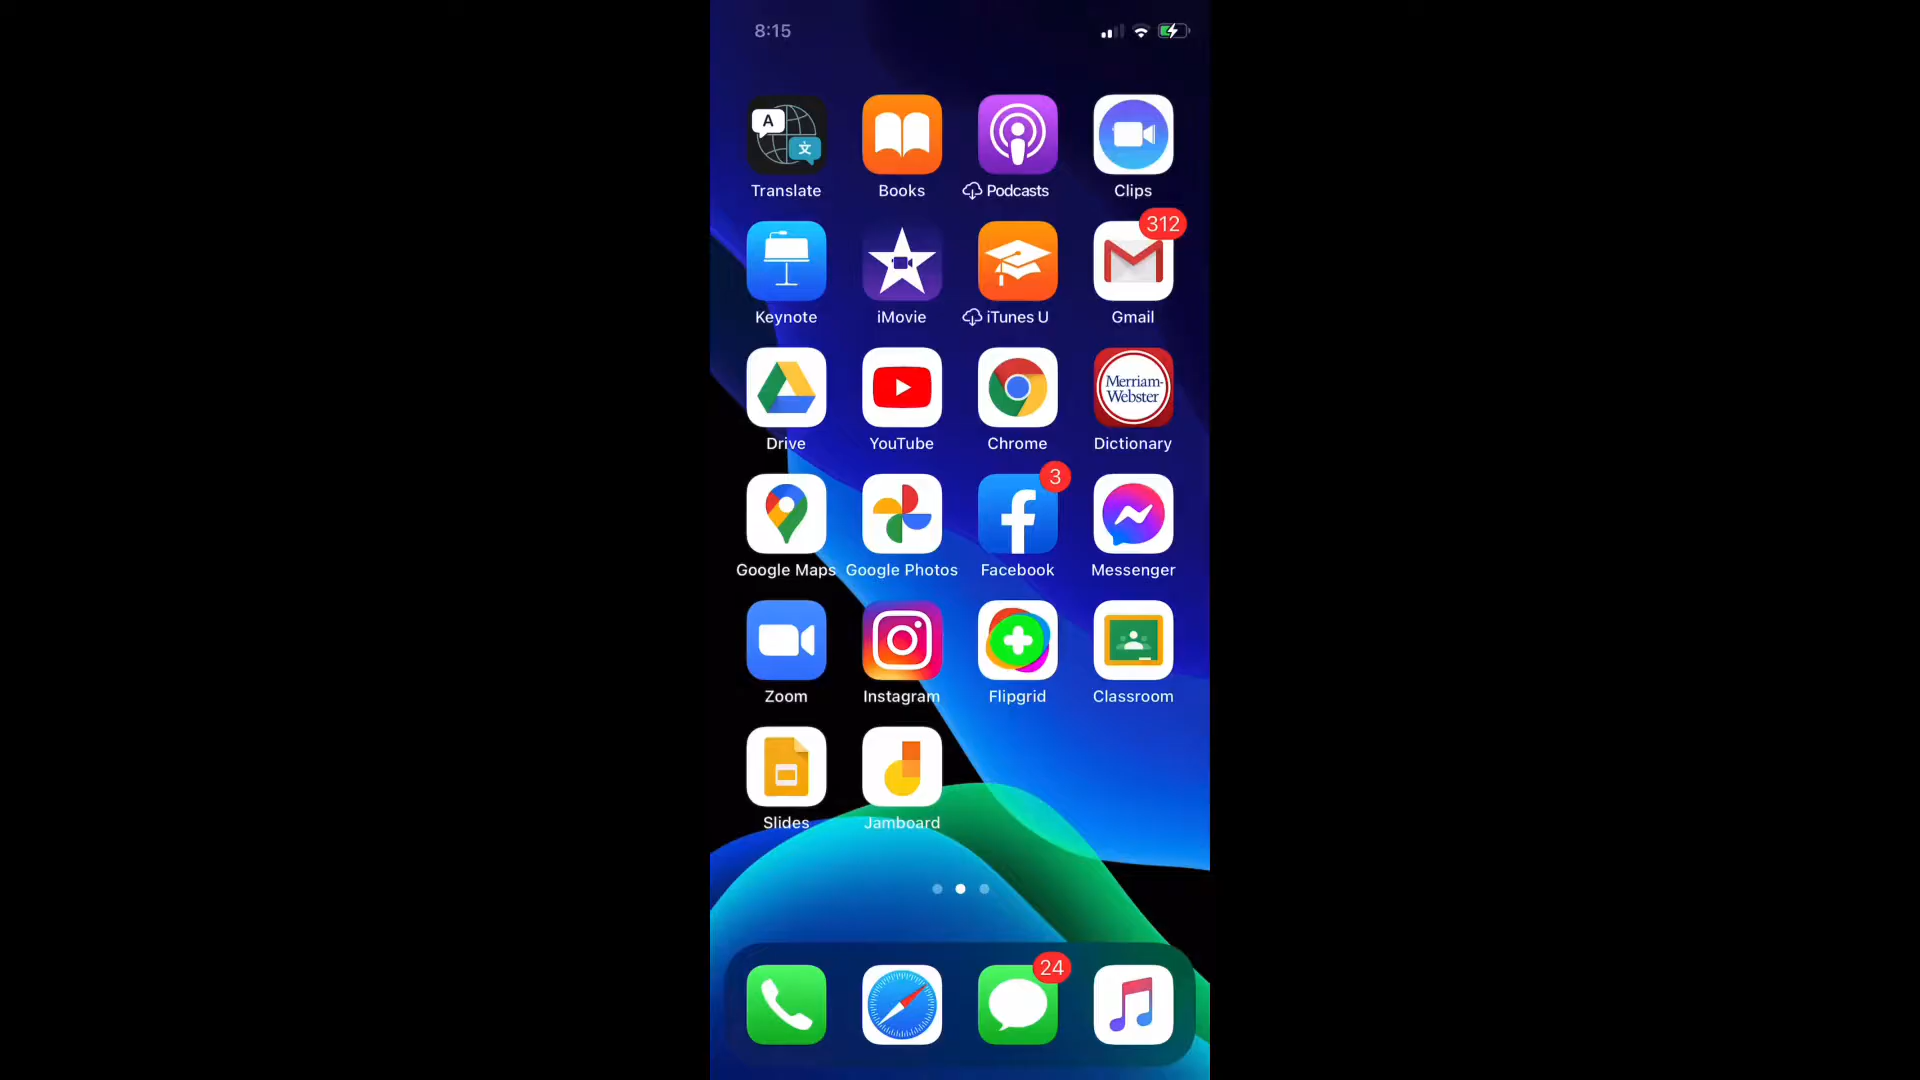 8:15
A
文
Translate
Books
Podcasts
Clips
312
Keynote
iMovie
iTunes U
Gmail
Merriam-
Webster
Drive
YouTube
Chrome
Dictionary
3
Google Maps
Google Photos
Facebook
Messenger
Zoom
Instagram
Flipgrid
Classroom
Slides
Jamboard
24